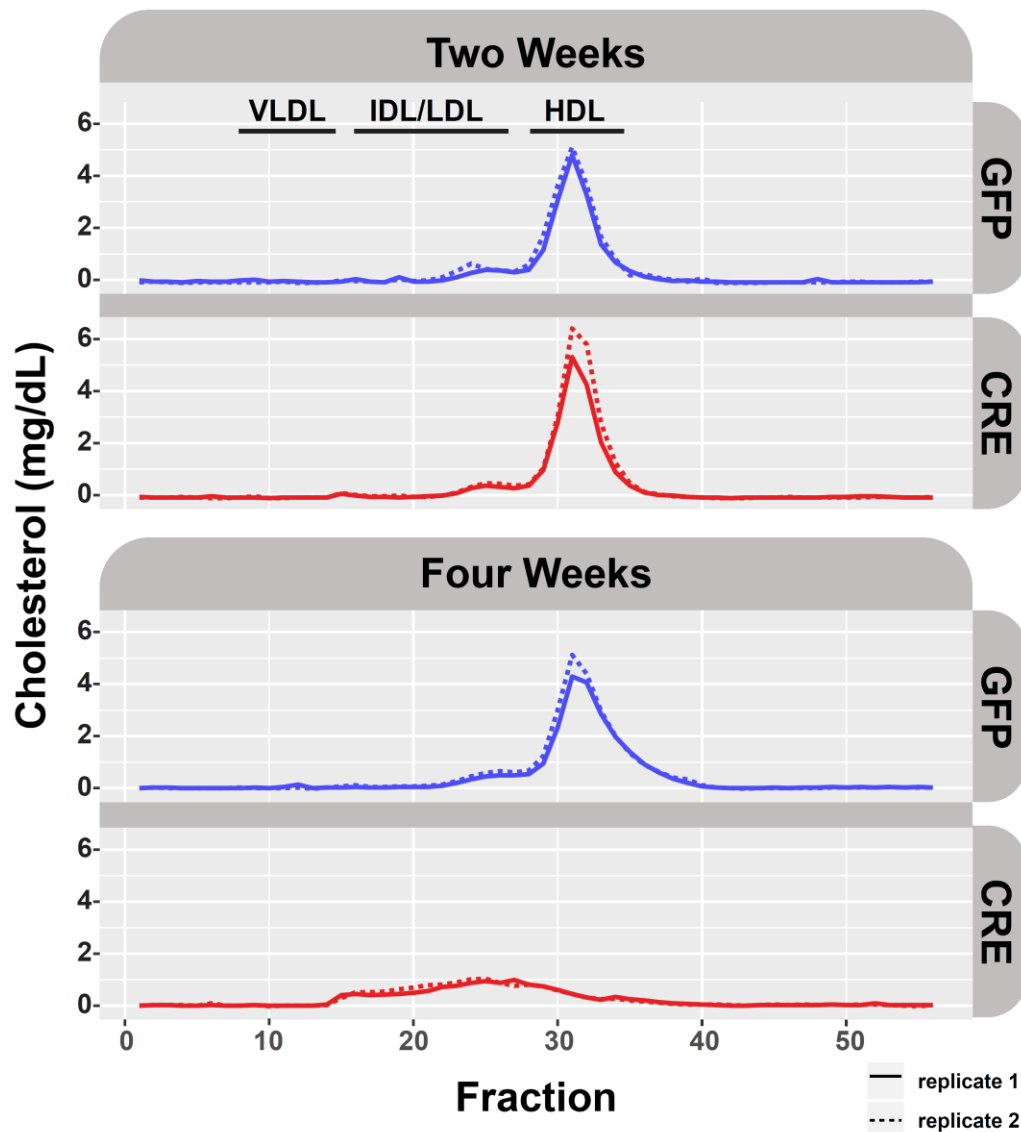 Two Weeks
VLDL IDL/LDL HDL
6
4
2
0
GFP
6
4
2
0
CRE
Cholesterol (mg/dL)
Four Weeks
6
4
2
0
GFP
6
4
2
0
CRE
0 10 20 30 40 50
Fraction
replicate 1
replicate 2